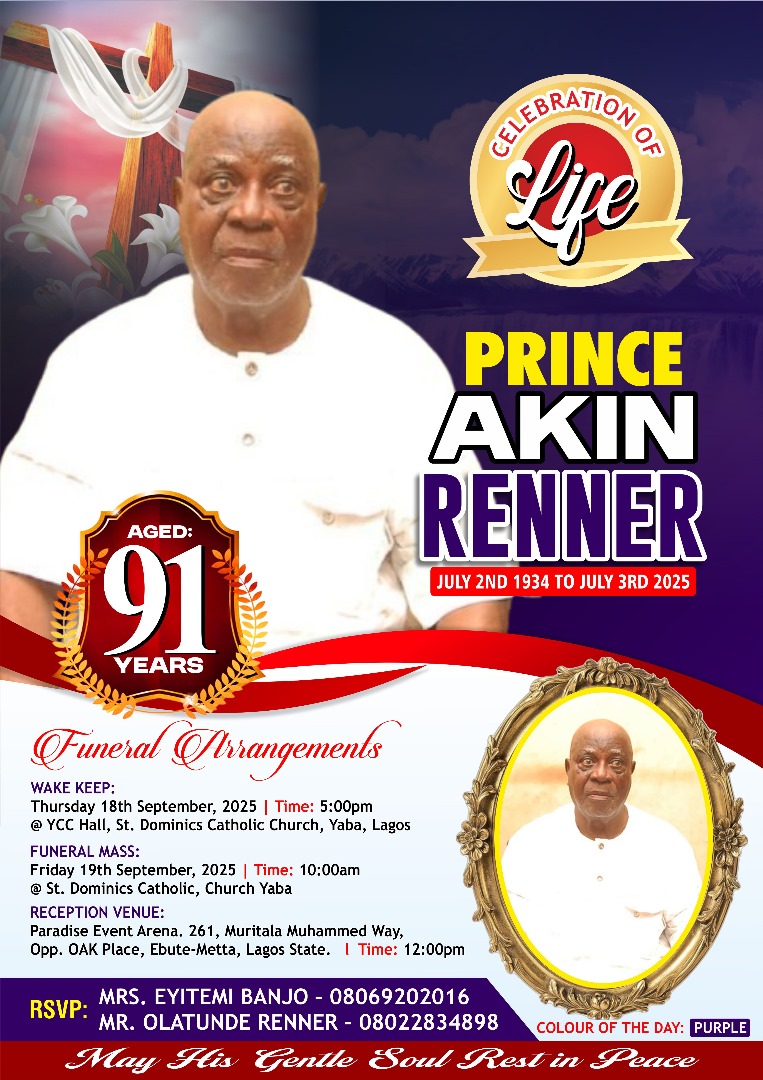 CELEBRATION OF
Life
PRINCE
AKIN
RENNER
JULY 2ND 1934 TO JULY 3RD 2025
AGED:
91
YEARS
Funeral Arrangements
WAKE KEEP:
Thursday 18th September, 2025 | Time: 5:00pm
@ YCC Hall, St. Dominics Catholic Church, Yaba, Lagos
FUNERAL MASS:
Friday 19th September, 2025 | Time: 10:00am
@ St. Dominics Catholic, Church Yaba
RECEPTION VENUE:
Paradise Event Arena. 261, Muritala Muhammed Way,
Opp. OAK Place, Ebute-Metta, Lagos State. I Time: 12:00pm
RSVP: MRS. EYITEMI BANJO - 08069202016
MR. OLATUNDE RENNER - 08022834898
COLOUR OF THE DAY: PURPLE
May His Gentle Soul Rest in Peace